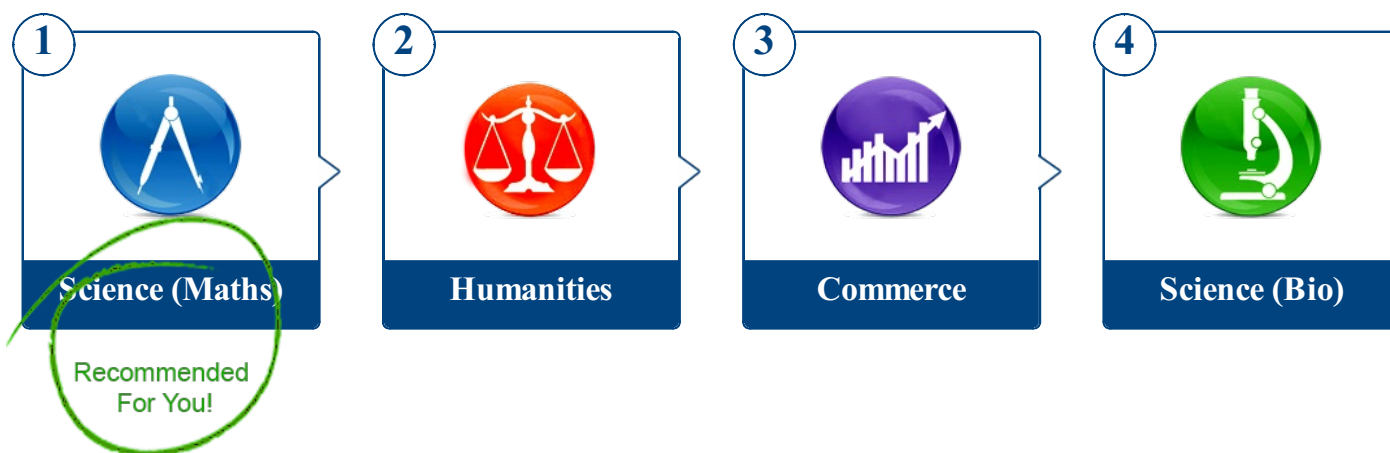 1
2
3
4
Science (Maths)
Humanities
Commerce
Science (Bio)
Recommended
For You!